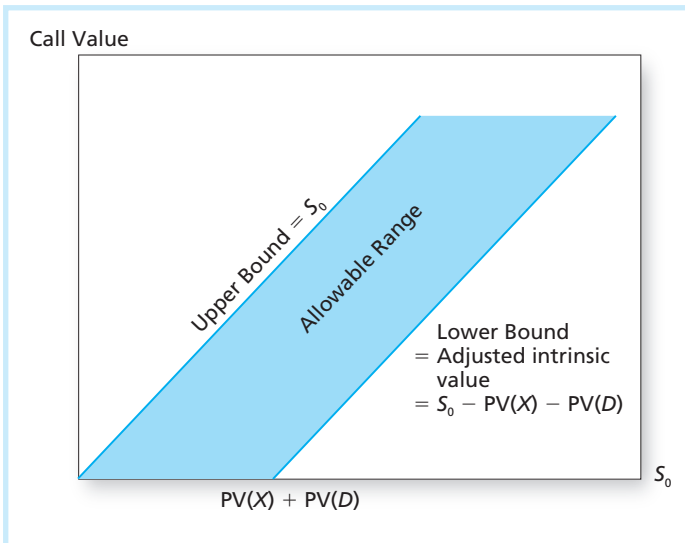 Call Value
Upper Bound = S₀
Allowable Range
Lower Bound
= Adjusted intrinsic
value
= S₀ − PV(X) − PV(D)
S₀
PV(X) + PV(D)